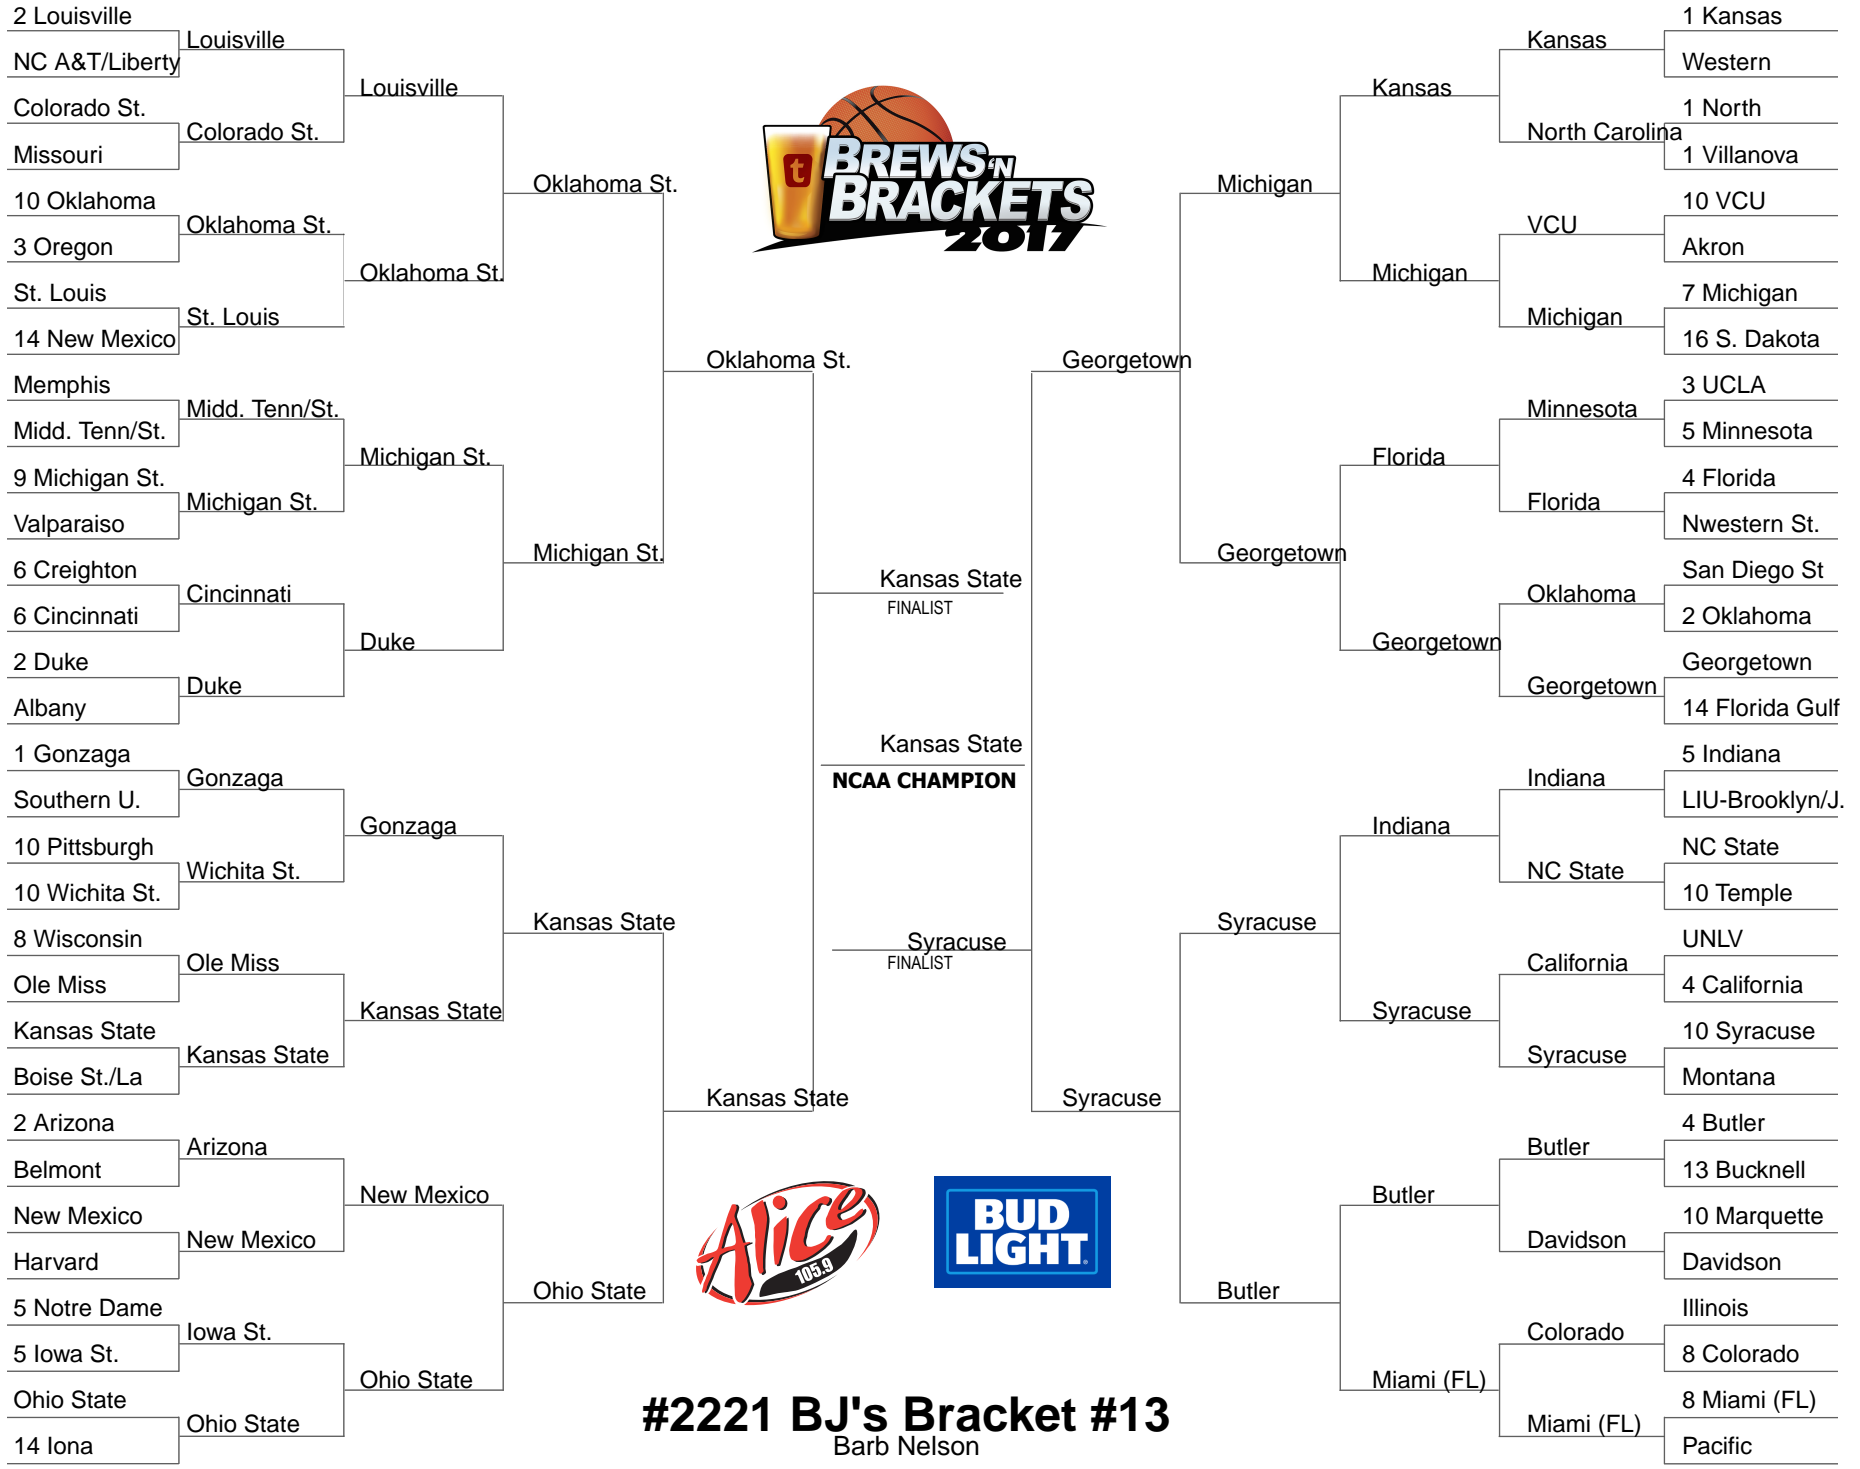 2 Louisville
NC A&T/Liberty
Colorado St.
Missouri
10 Oklahoma
3 Oregon
St. Louis
14 New Mexico
Memphis
Midd. Tenn/St.
9 Michigan St.
Valparaiso
6 Creighton
6 Cincinnati
2 Duke
Albany
1 Gonzaga
Southern U.
10 Pittsburgh
10 Wichita St.
8 Wisconsin
Ole Miss
Kansas State
Boise St./La
2 Arizona
Belmont
New Mexico
Harvard
5 Notre Dame
5 Iowa St.
Ohio State
14 Iona
Louisville
Colorado St.
Oklahoma St.
St. Louis
Midd. Tenn/St.
Michigan St.
Cincinnati
Duke
Gonzaga
Wichita St.
Ole Miss
Kansas State
Arizona
New Mexico
Iowa St.
Ohio State
Louisville
Oklahoma St.
Michigan St.
Duke
Gonzaga
Kansas State
New Mexico
Ohio State
Oklahoma St.
Michigan St.
Kansas State
Ohio State
Oklahoma St.
Kansas State
t
BREWS 'N
BRACKETS
2017
Kansas State
FINALIST
Kansas State
NCAA CHAMPION
Syracuse
FINALIST
Alice
105.9
BUD
LIGHT
#2221 BJ's Bracket #13
Barb Nelson
Georgetown
Syracuse
Michigan
Georgetown
Syracuse
Butler
Kansas
Michigan
Florida
Georgetown
Indiana
Syracuse
Butler
Miami (FL)
Kansas
North Carolina
VCU
Michigan
Minnesota
Florida
Oklahoma
Georgetown
Indiana
NC State
California
Syracuse
Butler
Davidson
Colorado
Miami (FL)
1 Kansas
Western
1 North
1 Villanova
10 VCU
Akron
7 Michigan
16 S. Dakota
3 UCLA
5 Minnesota
4 Florida
Nwestern St.
San Diego St
2 Oklahoma
Georgetown
14 Florida Gulf
5 Indiana
LIU-Brooklyn/J.
NC State
10 Temple
UNLV
4 California
10 Syracuse
Montana
4 Butler
13 Bucknell
10 Marquette
Davidson
Illinois
8 Colorado
8 Miami (FL)
Pacific